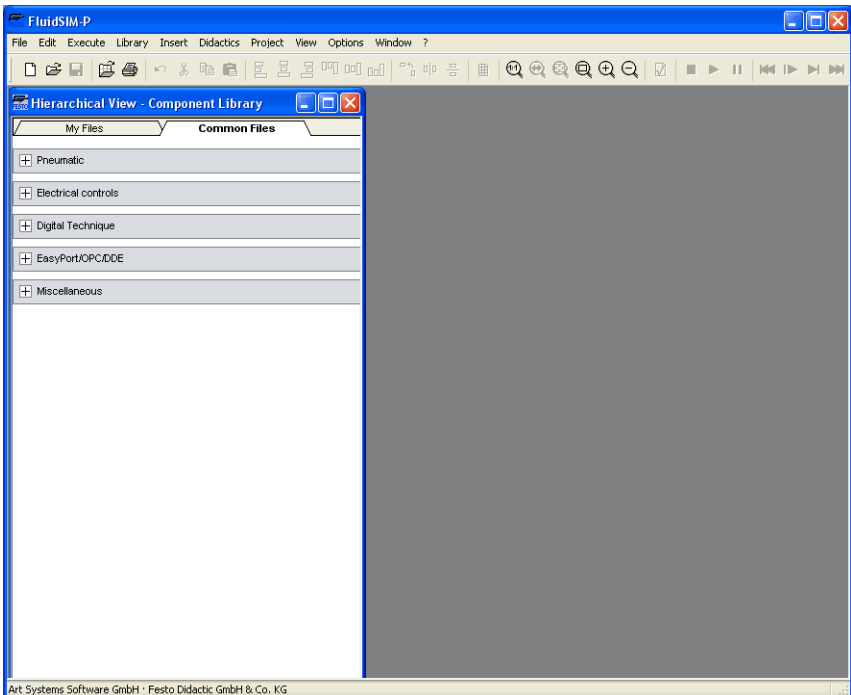 FluidSIM-P
File Edit Execute Library Insert Didactics Project View Options Window ?
Hierarchical View - Component Library
My Files Common Files
Pneumatic
Electrical controls
Digital Technique
EasyPort/OPC/DDE
Miscellaneous
Art Systems Software GmbH · Festo Didactic GmbH & Co. KG